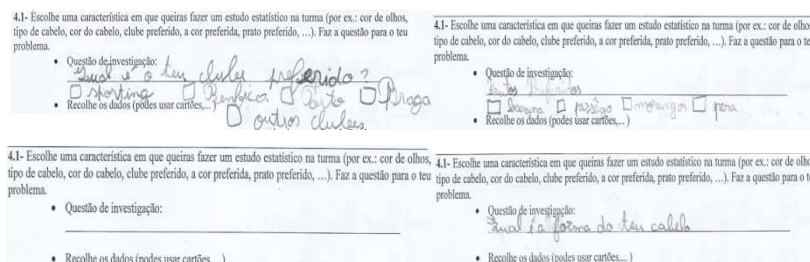 4.1- Escolhe uma característica em que queiras fazer um estudo estatístico na turma (por ex.: cor de olhos,
tipo de cabelo, cor do cabelo, clube preferido, a cor preferida, prato preferido, ...). Faz a questão para o teu
problema.
• Questão de investigação:
Qual é o teu clube preferido?
□ sporting □ Benfica □ Porto □ Braga
• Recolhe os dados (podes usar cartões,...)
□ outros clubes
4.1- Escolhe uma característica em que queiras fazer um estudo estatístico na turma (por ex.: cor de olhos
tipo de cabelo, cor do cabelo, clube preferido, a cor preferida, prato preferido, ...). Faz a questão para o te
problema.
• Questão de investigação:
Frutos Preferidos
□ banana □ pessigo □ morangos □ pera
• Recolhe os dados (podes usar cartões,... )
4.1- Escolhe uma característica em que queiras fazer um estudo estatístico na turma (por ex.: cor de olhos,
tipo de cabelo, cor do cabelo, clube preferido, a cor preferida, prato preferido, ...). Faz a questão para o teu
problema.
• Questão de investigação:
• Recolhe os dados (podes usar cartões,...)
4.1- Escolhe uma característica em que queiras fazer um estudo estatístico na turma (por ex.: cor de olho
tipo de cabelo, cor do cabelo, clube preferido, a cor preferida, prato preferido, ...). Faz a questão para o t
problema.
• Questão de investigação:
Qual é a forma do teu cabelo
• Recolhe os dados (podes usar cartões,... )